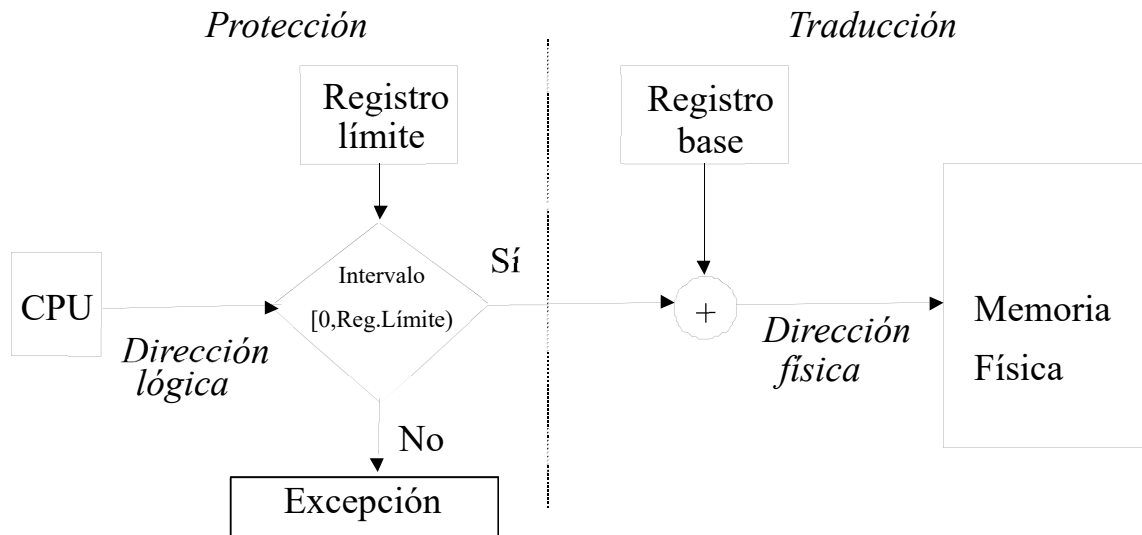 Protección
Traducción
Registro
límite
Registro
base
CPU
Dirección
lógica
Intervalo
[0,Reg.Límite)
Sí
No
Excepción
+
Dirección
física
Memoria
Física